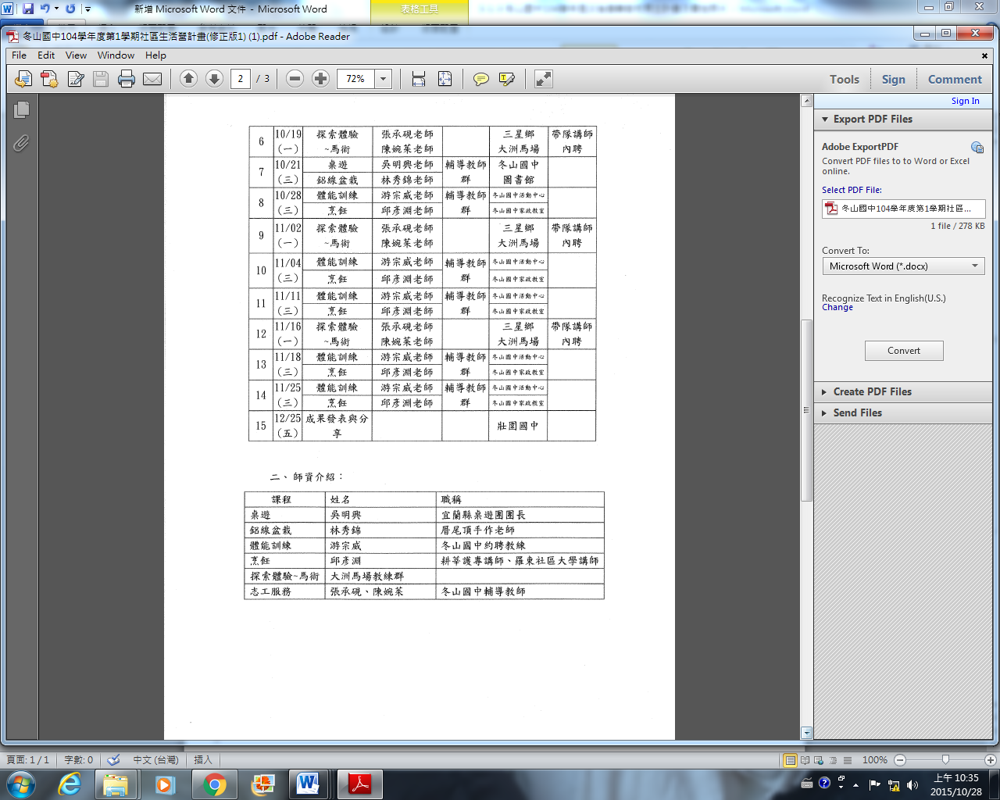 新增 Microsoft Word 文件 - Microsoft Word
表格工具
冬山國中104學年度第1學期社區生活營計畫(修正版1) (1).pdf - Adobe Reader
File Edit View Window Help
2 / 3 72% Tools Sign Comment
Sign In
Export PDF Files
Adobe ExportPDF
Convert PDF files to to Word or Excel
online.
Select PDF File:
冬山國中104學年度第1學期社區...
1 file / 278 KB
Convert To:
Microsoft Word (*.docx)
Recognize Text in English(U.S.)
Change
Convert
Create PDF Files
Send Files
6 10/19 (一) 探索體驗 ~馬術 張承硯老師 陳婉茱老師 三星鄉 大洲馬場 帶隊講師 內聘
7 10/21 (三) 桌遊 吳明興老師 輔導教師群 冬山國中 圖書館
鋁線盆栽 林秀錦老師
8 10/28 (三) 體能訓練 游宗威老師 輔導教師群 冬山國中活動中心
烹飪 邱彥淵老師 冬山國中家政教室
9 11/02 (一) 探索體驗 ~馬術 張承硯老師 陳婉茱老師 三星鄉 大洲馬場 帶隊講師 內聘
10 11/04 (三) 體能訓練 游宗威老師 輔導教師群 冬山國中活動中心
烹飪 邱彥淵老師 冬山國中家政教室
11 11/11 (三) 體能訓練 游宗威老師 輔導教師群 冬山國中活動中心
烹飪 邱彥淵老師 冬山國中家政教室
12 11/16 (一) 探索體驗 ~馬術 張承硯老師 陳婉茱老師 三星鄉 大洲馬場 帶隊講師 內聘
13 11/18 (三) 體能訓練 游宗威老師 輔導教師群 冬山國中活動中心
烹飪 邱彥淵老師 冬山國中家政教室
14 11/25 (三) 體能訓練 游宗威老師 輔導教師群 冬山國中活動中心
烹飪 邱彥淵老師 冬山國中家政教室
15 12/25 (五) 成果發表與分享 壯圍國中
二、師資介紹：
課程 姓名 職稱
桌遊 吳明興 宜蘭縣桌遊團團長
鋁線盆栽 林秀錦 厝尾頂手作老師
體能訓練 游宗威 冬山國中約聘教練
烹飪 邱彥淵 耕莘護專講師、羅東社區大學講師
探索體驗~馬術 大洲馬場教練群
志工服務 張承硯、陳婉茱 冬山國中輔導教師
頁面: 1 / 1 字數: 0 中文 (台灣) 插入 100%
上午 10:35
2015/10/28